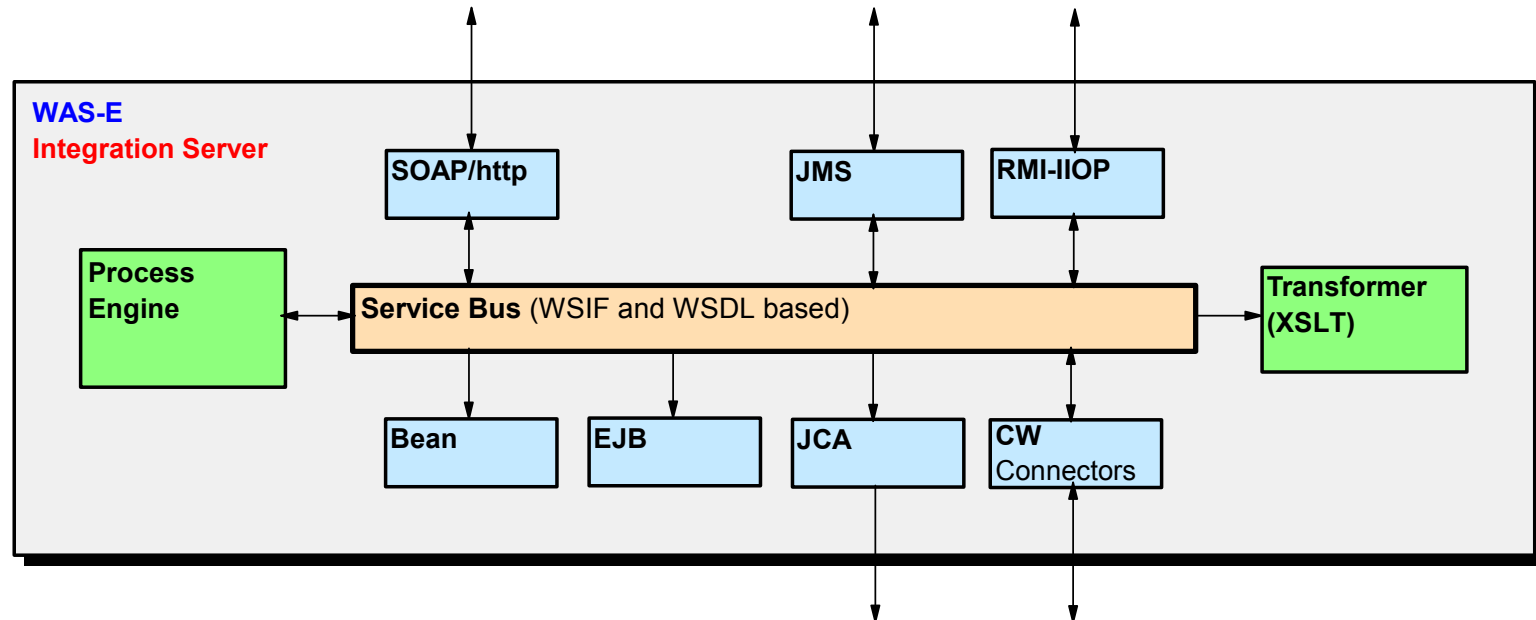 WAS-E
Integration Server
SOAP/http
JMS
RMI-IIOP
Process
Engine
Service Bus (WSIF and WSDL based)
Transformer
(XSLT)
Bean
EJB
JCA
CW
Connectors